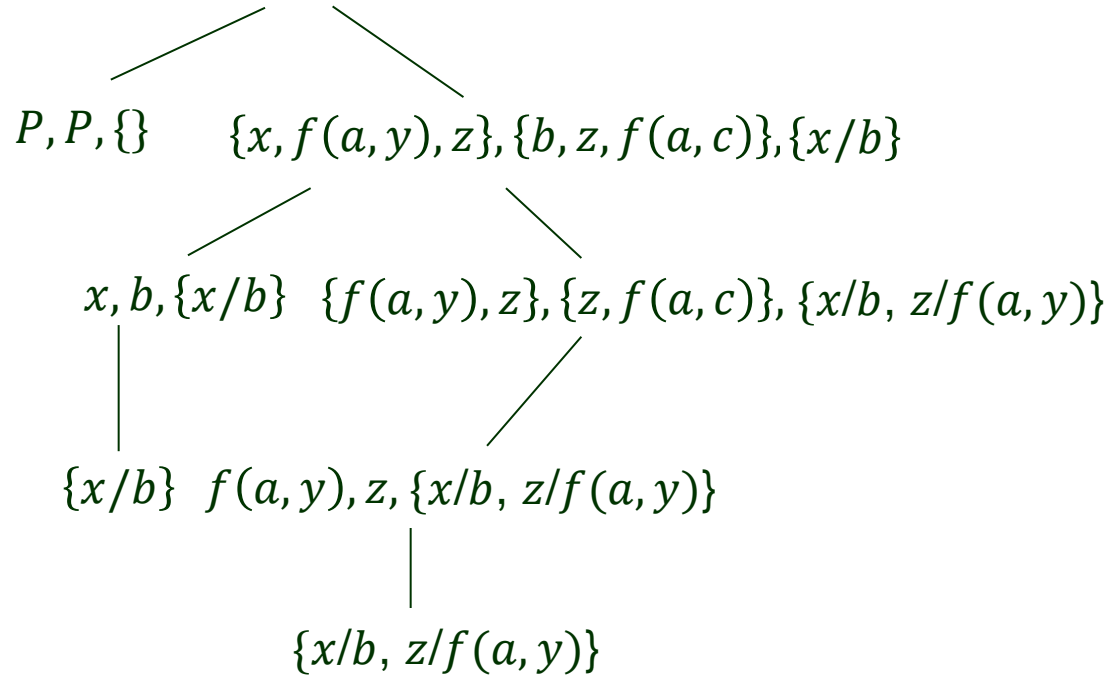 P, P, {} {x, f(a, y), z}, {b, z, f(a, c)}, {x/b}
x, b, {x/b} {f(a, y), z}, {z, f(a, c)}, {x/b, z/f(a, y)}
{x/b} f(a, y), z, {x/b, z/f(a, y)}
{x/b, z/f(a, y)}